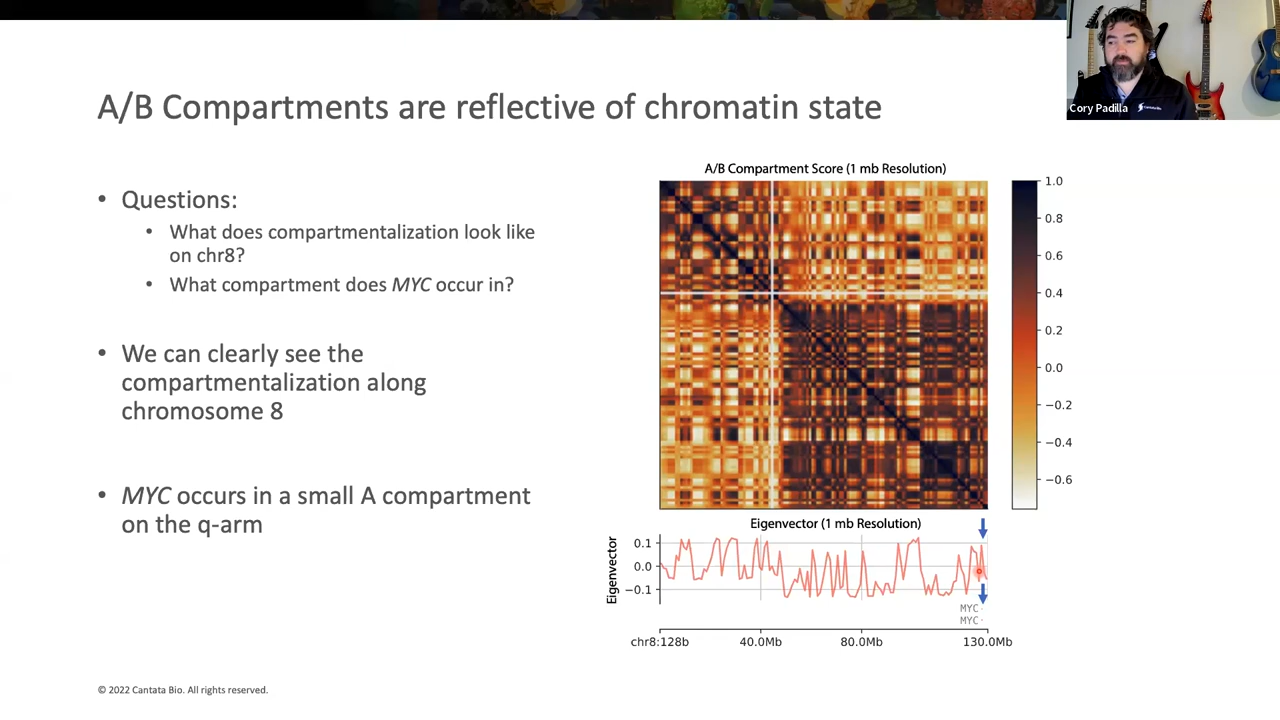 A/B Compartments are reflective of chromatin state
Cory Padilla
• Questions:
• What does compartmentalization look like
on chr8?
• What compartment does MYC occur in?
• We can clearly see the
compartmentalization along
chromosome 8
• MYC occurs in a small A compartment
on the q-arm
A/B Compartment Score (1 mb Resolution)
1.0
0.8
0.6
0.4
0.2
0.0
−0.2
−0.4
−0.6
Eigenvector (1 mb Resolution)
Eigenvector
0.1
0.0
−0.1
MYC
MYC
chr8:128b
40.0Mb
80.0Mb
130.0Mb
© 2022 Cantata Bio. All rights reserved.